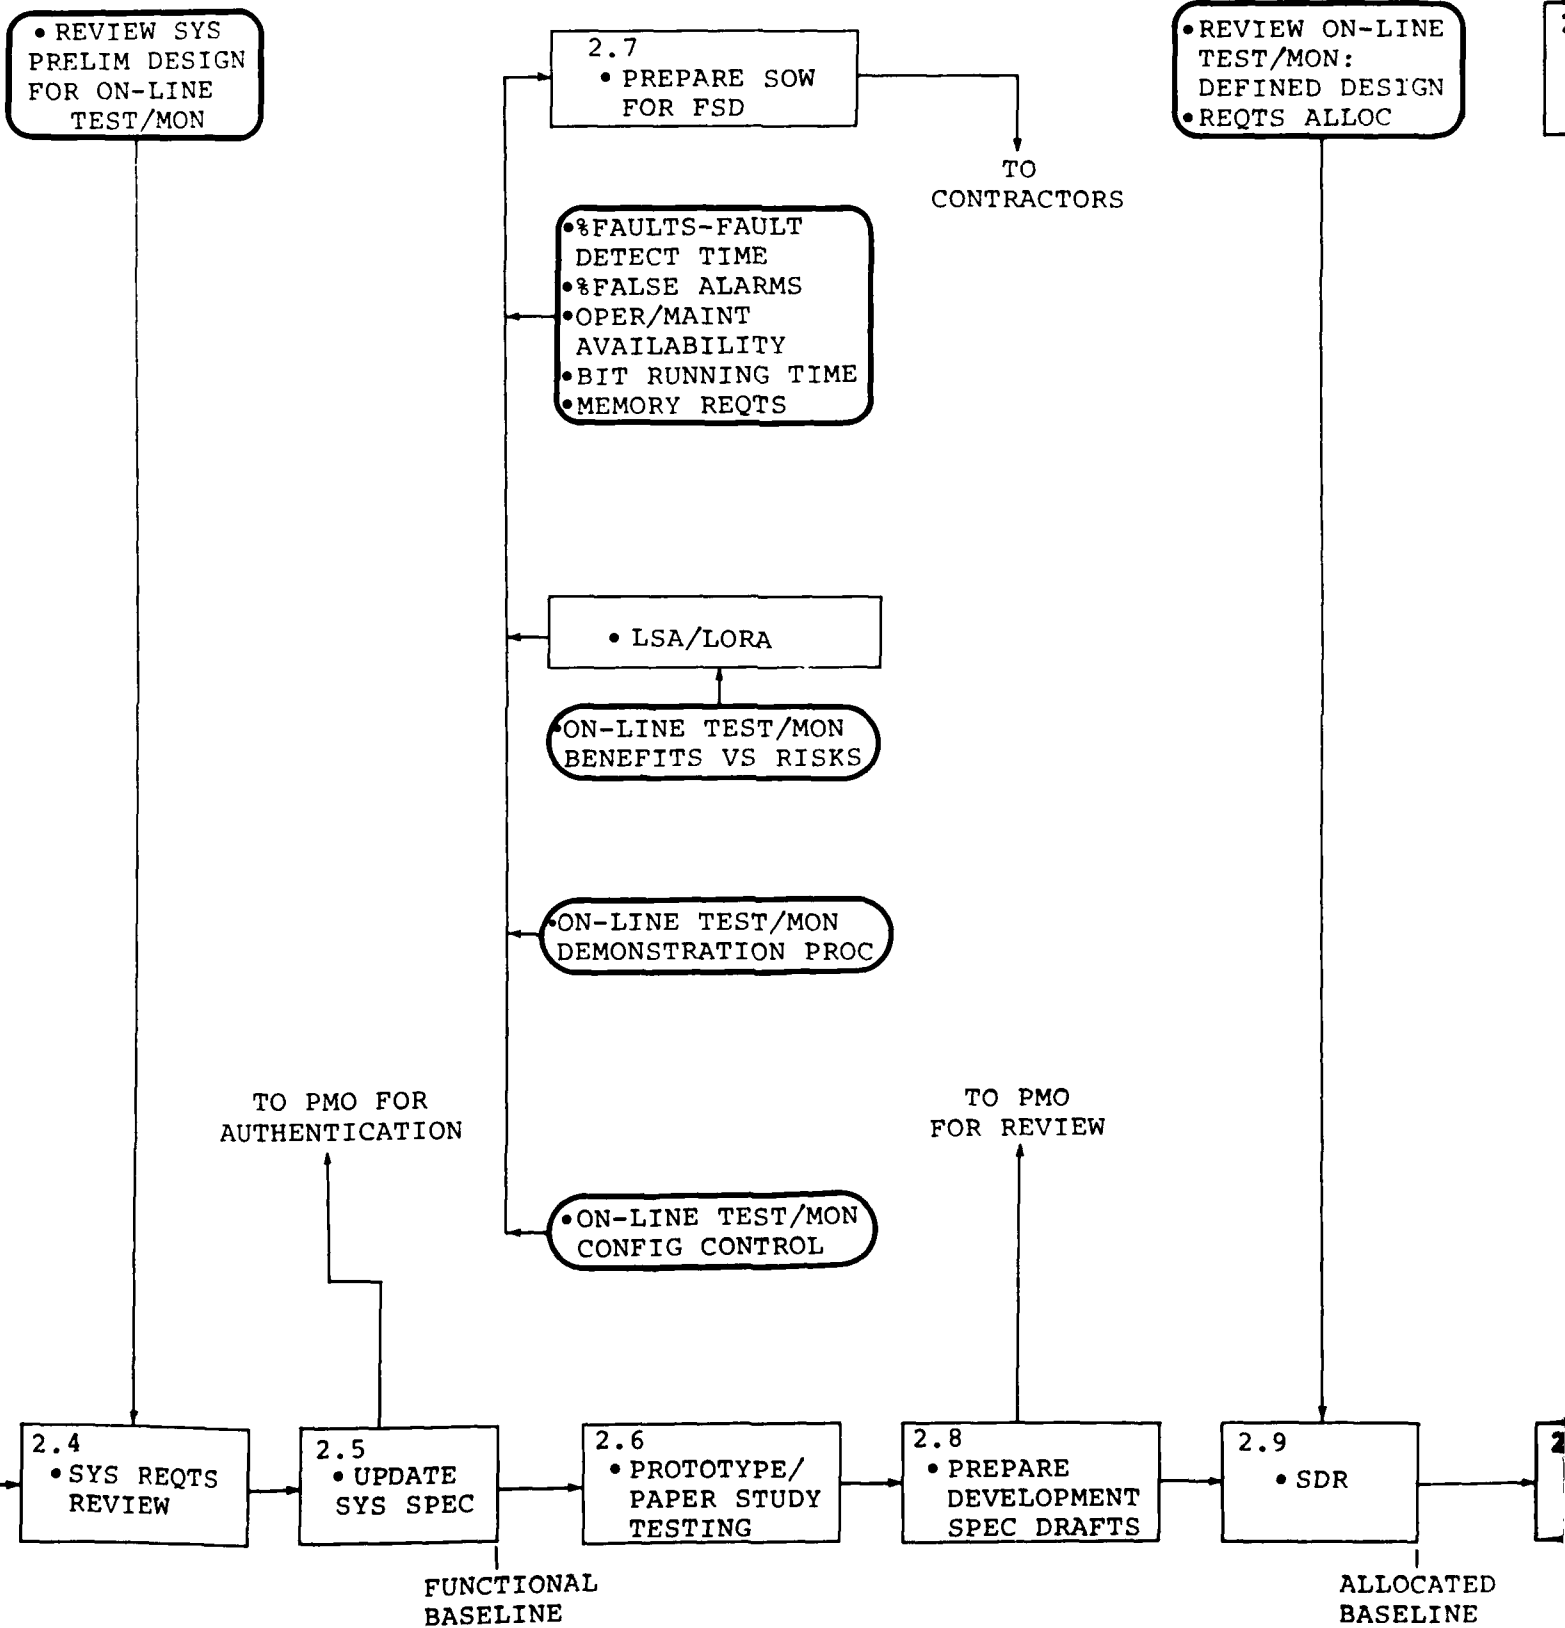 • REVIEW SYS
PRELIM DESIGN
FOR ON-LINE
TEST/MON
2.7
• PREPARE SOW
FOR FSD
TO
CONTRACTORS
• REVIEW ON-LINE
TEST/MON:
DEFINED DESIGN
• REQTS ALLOC
• %FAULTS-FAULT
DETECT TIME
• %FALSE ALARMS
• OPER/MAINT
AVAILABILITY
• BIT RUNNING TIME
• MEMORY REQTS
• LSA/LORA
• ON-LINE TEST/MON
BENEFITS VS RISKS
• ON-LINE TEST/MON
DEMONSTRATION PROC
• ON-LINE TEST/MON
CONFIG CONTROL
TO PMO FOR
AUTHENTICATION
TO PMO
FOR REVIEW
2.4
• SYS REQTS
REVIEW
2.5
• UPDATE
SYS SPEC
FUNCTIONAL
BASELINE
2.6
• PROTOTYPE/
PAPER STUDY
TESTING
2.8
• PREPARE
DEVELOPMENT
SPEC DRAFTS
2.9
• SDR
ALLOCATED
BASELINE